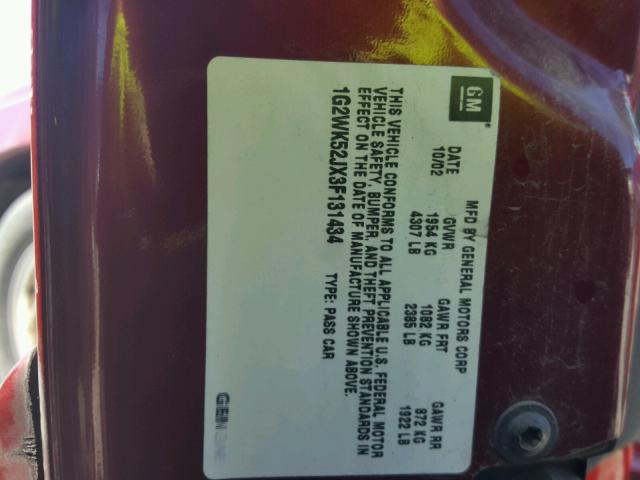 GM
MFD BY GENERAL MOTORS CORP
DATE GVWR GAWR FRT GAWR RR
10/02 1954 KG 1082 KG 872 KG
4307 LB 2385 LB 1922 LB
THIS VEHICLE CONFORMS TO ALL APPLICABLE U.S. FEDERAL MOTOR
VEHICLE SAFETY, BUMPER, AND THEFT PREVENTION STANDARDS IN
EFFECT ON THE DATE OF MANUFACTURE SHOWN ABOVE.
1G2WK52JX3F131434 TYPE: PASS CAR